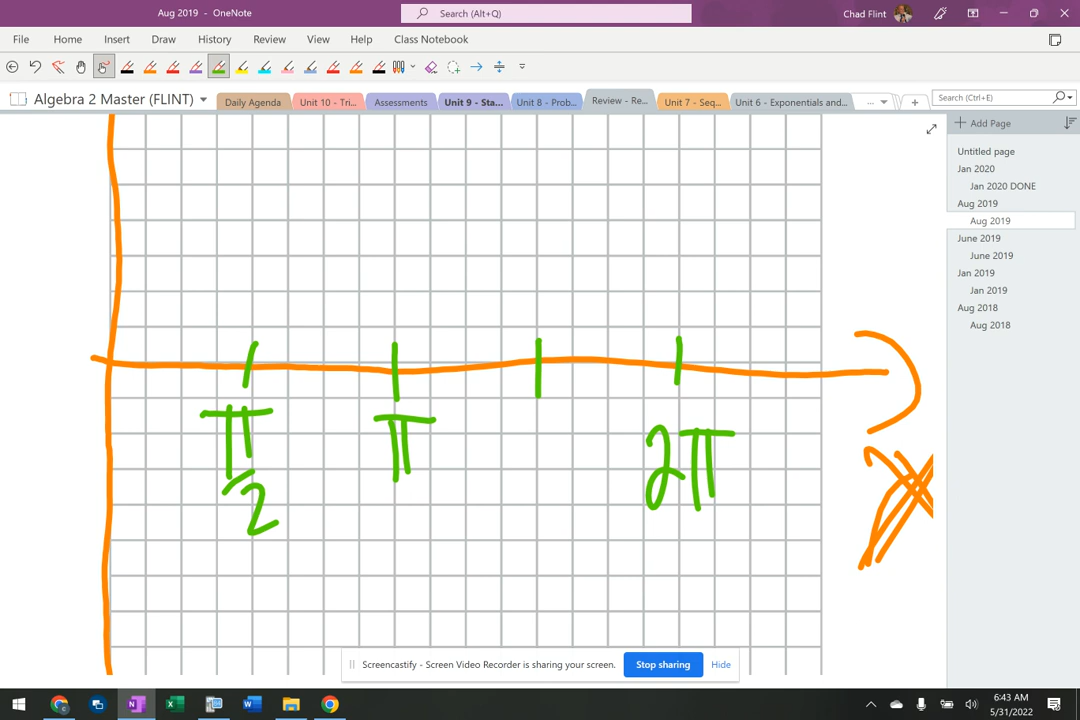 Aug 2019 - OneNote
Search (Alt+Q)
Chad Flint
File Home Insert Draw History Review View Help Class Notebook
Algebra 2 Master (FLINT)
Daily Agenda
Unit 10 - Tri...
Assessments
Unit 9 - Sta...
Unit 8 - Prob...
Review - Re...
Unit 7 - Seq...
Unit 6 - Exponentials and...
...
Search (Ctrl+E)
Add Page
Untitled page
Jan 2020
Jan 2020 DONE
Aug 2019
Aug 2019
June 2019
June 2019
Jan 2019
Jan 2019
Aug 2018
Aug 2018
π
2
π
2π
Screencastify - Screen Video Recorder is sharing your screen.
Stop sharing
Hide
6:43 AM
5/31/2022